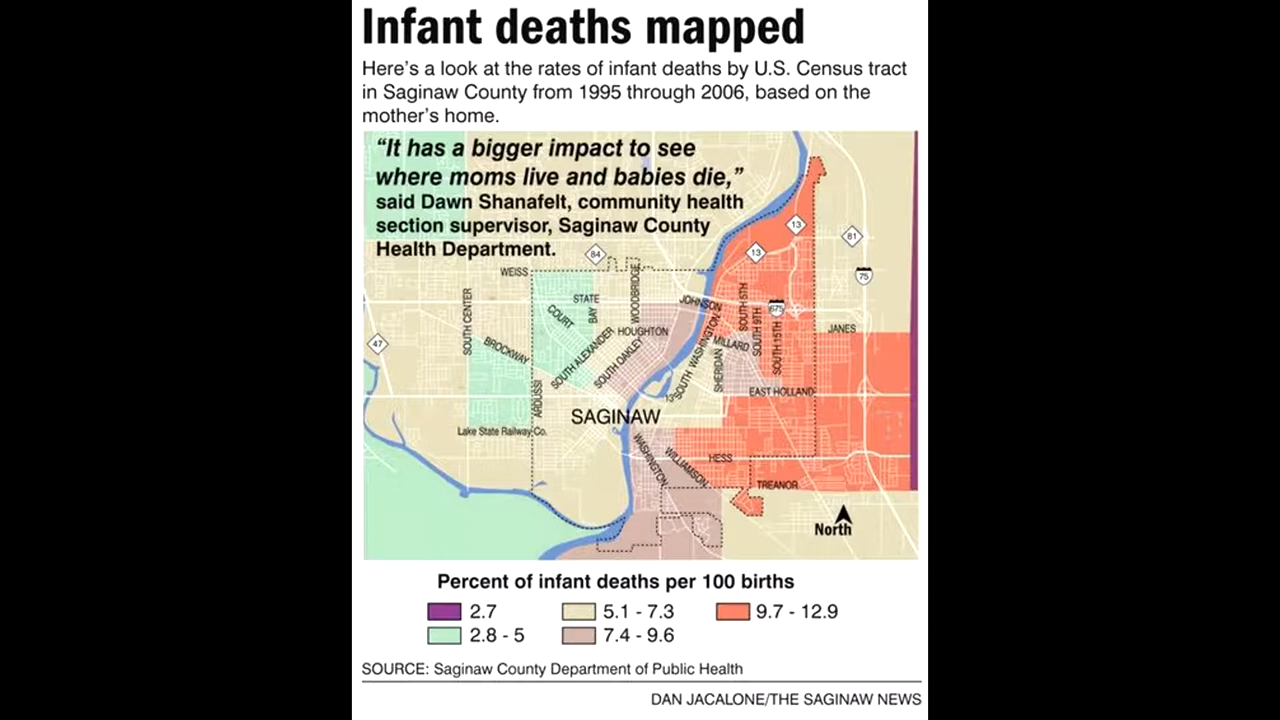 Infant deaths mapped
Here's a look at the rates of infant deaths by U.S. Census tract
in Saginaw County from 1995 through 2006, based on the
mother's home.
“It has a bigger impact to see
where moms live and babies die,”
said Dawn Shanafelt, community health
section supervisor, Saginaw County
Health Department.
13
81
13
84
WEISS
75
SOUTH CENTER
STATE
BAY
WOODBRIDGE
JOHNSON
SOUTH 5TH
675
COURT
HOUGHTON
SOUTH 9TH
SOUTH 15TH
JANES
47
BROCKWAY
SOUTH ALEXANDER
SOUTH OAKLEY
SOUTH WASHINGTON
MILLARD
SHERIDAN
ARDUSSI
13
EAST HOLLAND
SAGINAW
Lake State Railway Co.
WASHINGTON
WILLIAMSON
HESS
TREANOR
North
Percent of infant deaths per 100 births
2.7
5.1 - 7.3
9.7 - 12.9
2.8 - 5
7.4 - 9.6
SOURCE: Saginaw County Department of Public Health
DAN JACALONE/THE SAGINAW NEWS